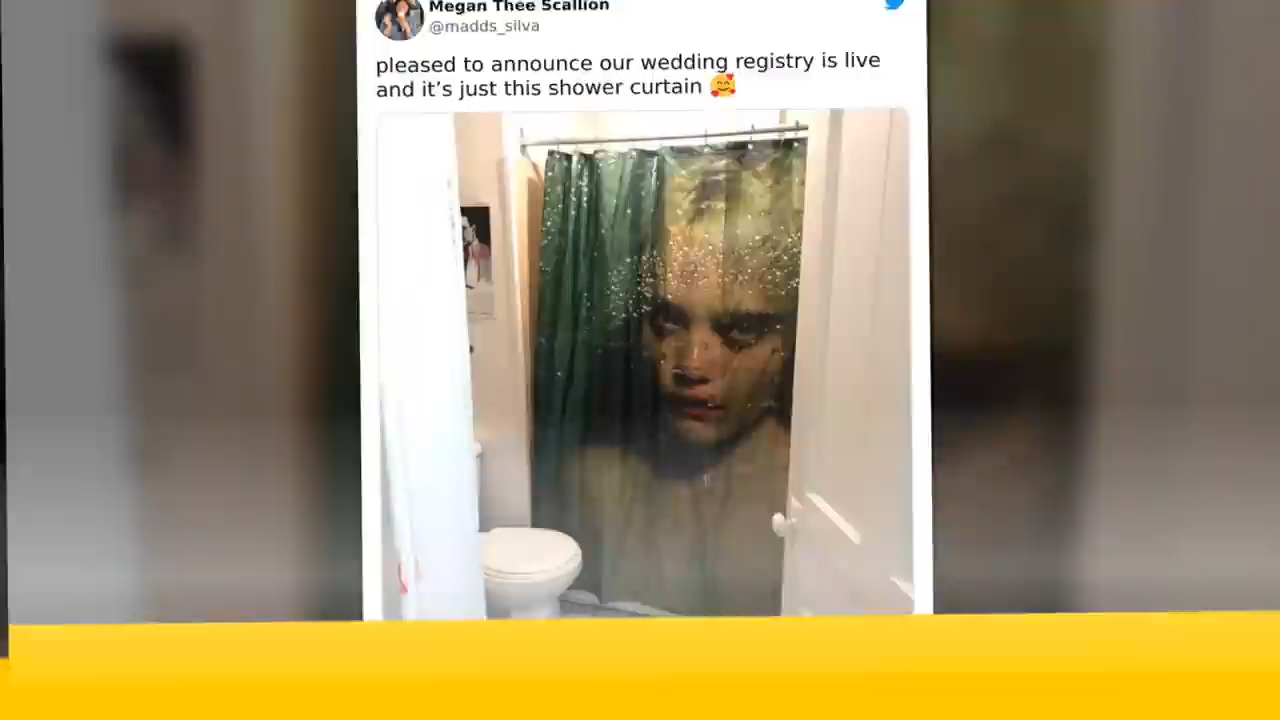 Megan Thee Scallion
@madds_silva
pleased to announce our wedding registry is live
and it’s just this shower curtain 🥰